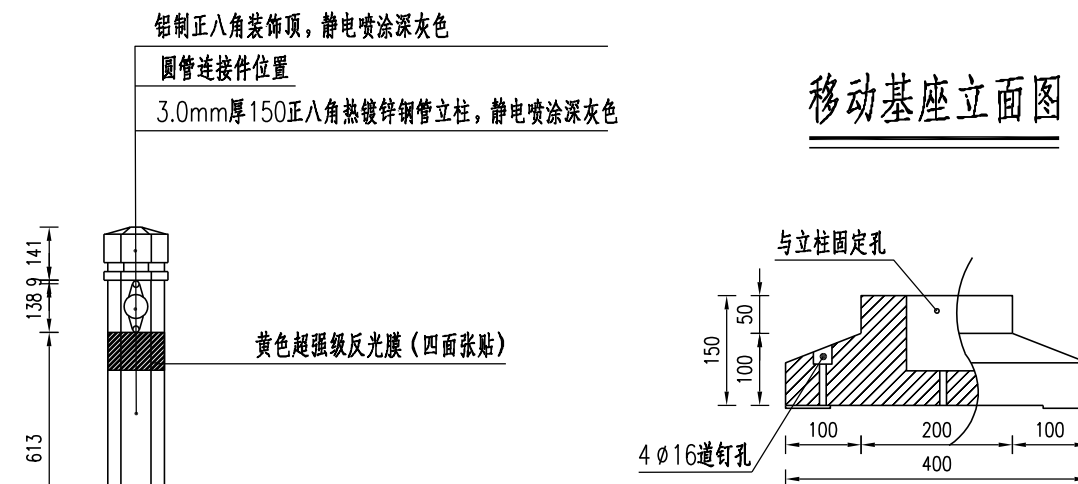 铝制正八角装饰顶，静电喷涂深灰色
圆管连接件位置
3.0mm厚150正八角热镀锌钢管立柱，静电喷涂深灰色
移动基座立面图
141
9
138
613
黄色超强级反光膜（四面张贴）
与立柱固定孔
50
150
100
100
200
100
400
4ø16道钉孔